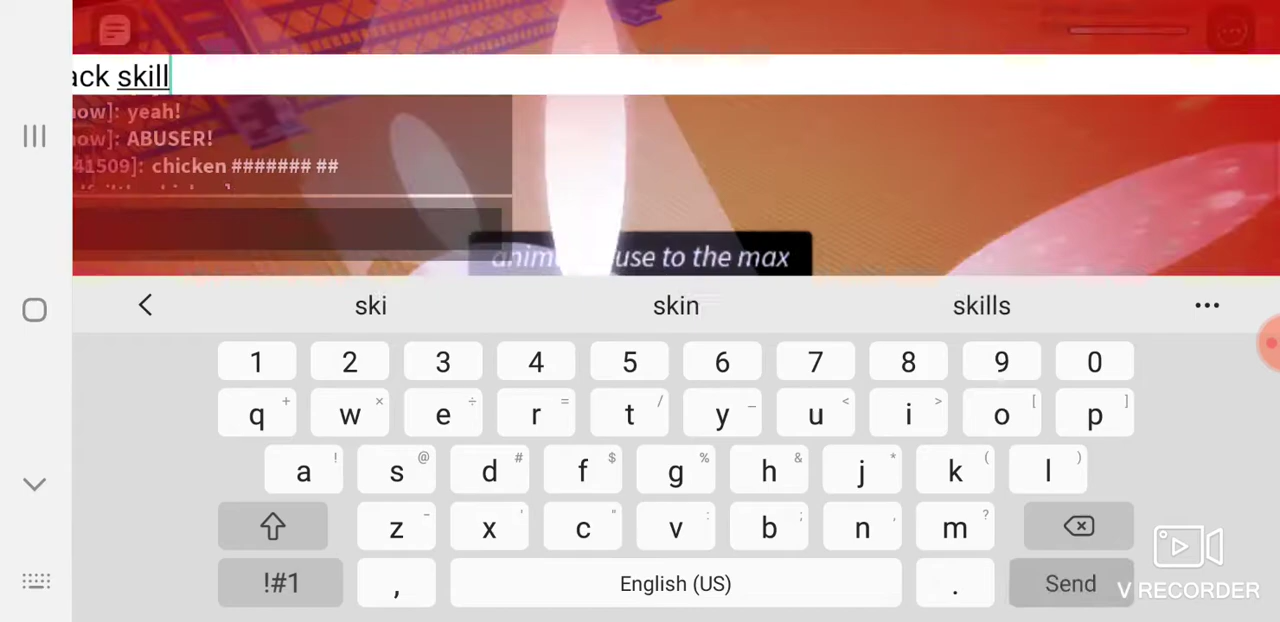 ack skill
ow]: yeah!
ow]: ABUSER!
41509]: chicken ####### ##
use to the max
ski skin skills
1 2 3 4 5 6 7 8 9 0
q + w × e ÷ r = t / y _ u < i > o [ p ]
a ! s @ d # f $ g % h & j * k ( l )
z - x ' c " v : b ; n , m ?
!#1 , English (US) . Send
V RECORDER